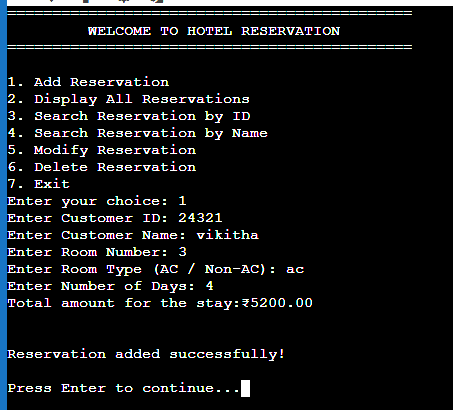 =============================================
WELCOME TO HOTEL RESERVATION
=============================================
1. Add Reservation
2. Display All Reservations
3. Search Reservation by ID
4. Search Reservation by Name
5. Modify Reservation
6. Delete Reservation
7. Exit
Enter your choice: 1
Enter Customer ID: 24321
Enter Customer Name: vikitha
Enter Room Number: 3
Enter Room Type (AC / Non-AC): ac
Enter Number of Days: 4
Total amount for the stay:₹5200.00
Reservation added successfully!
Press Enter to continue...